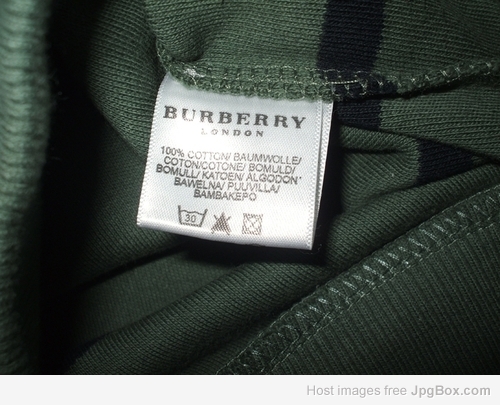 BURBERRY
LONDON
100% COTTON/ BAUMWOLLE/
COTON/COTONE/ BOMULD/
BOMULL/ KATOEN/ ALGODON*
BAWELNA/ PUUVILLA/
BAMBAKEPO
30
Host images free JpgBox.com